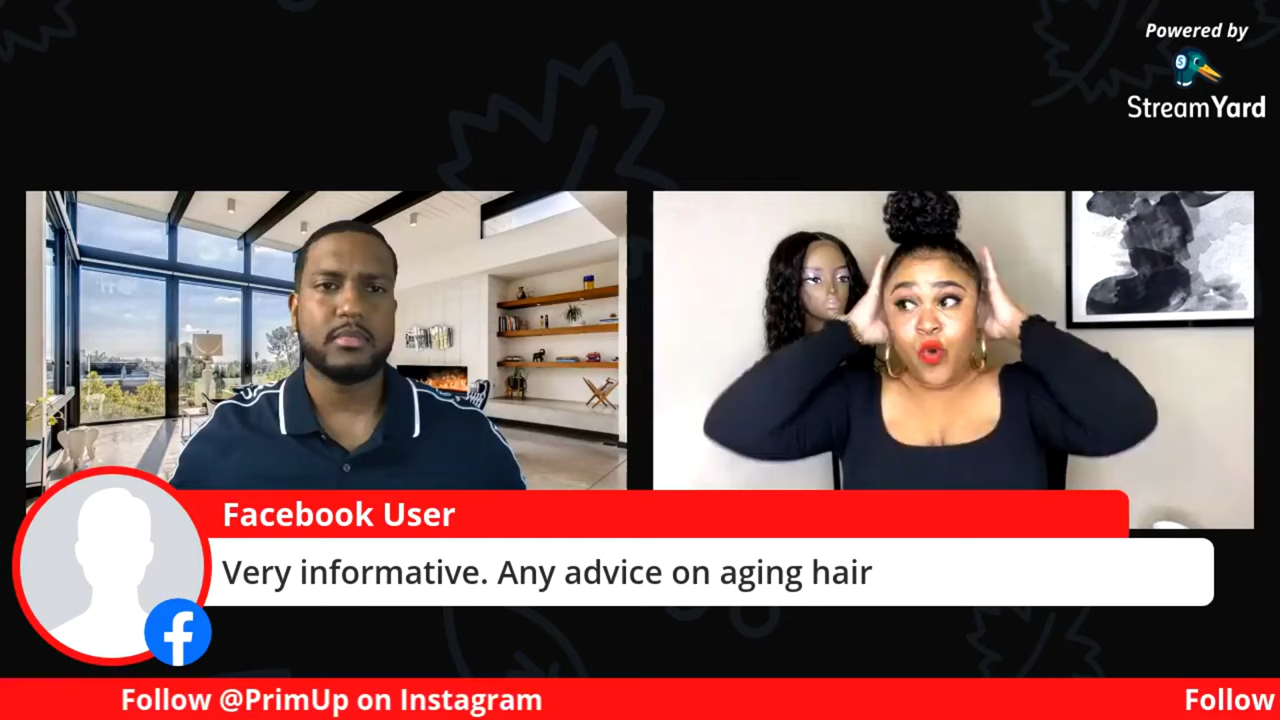 Powered by
StreamYard
Facebook User
Very informative. Any advice on aging hair
Follow @PrimUp on Instagram
Follow